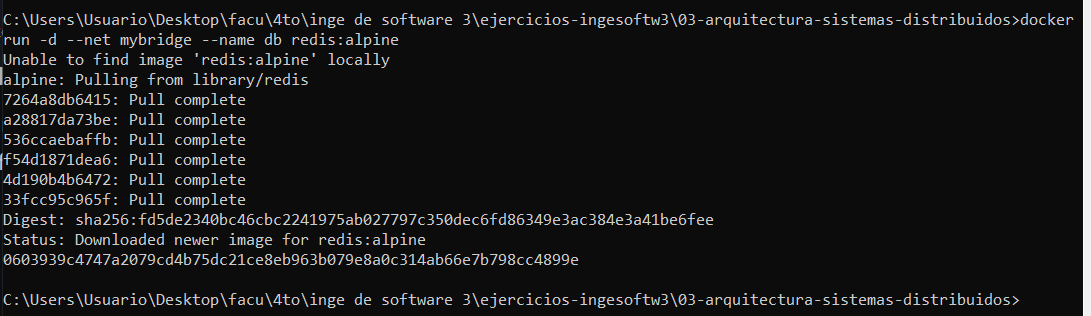 C:\Users\Usuario\Desktop\facu\4to\inge de software 3\ejercicios-ingesoftw3\03-arquitectura-sistemas-distribuidos>docker
run -d --net mybridge --name db redis:alpine
Unable to find image 'redis:alpine' locally
alpine: Pulling from library/redis
7264a8db6415: Pull complete
a28817da73be: Pull complete
536ccaebaffb: Pull complete
f54d1871dea6: Pull complete
4d190b4b6472: Pull complete
33fcc95c965f: Pull complete
Digest: sha256:fd5de2340bc46cbc2241975ab027797c350dec6fd86349e3ac384e3a41be6fee
Status: Downloaded newer image for redis:alpine
0603939c4747a2079cd4b75dc21ce8eb963b079e8a0c314ab66e7b798cc4899e
C:\Users\Usuario\Desktop\facu\4to\inge de software 3\ejercicios-ingesoftw3\03-arquitectura-sistemas-distribuidos>